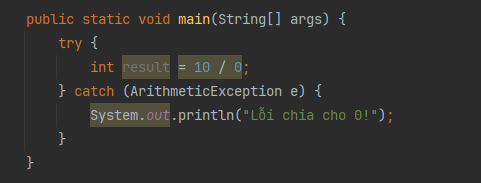 public static void main(String[] args) {
try {
int result = 10 / 0;
} catch (ArithmeticException e) {
System.out.println("Lỗi chia cho 0!");
}
}